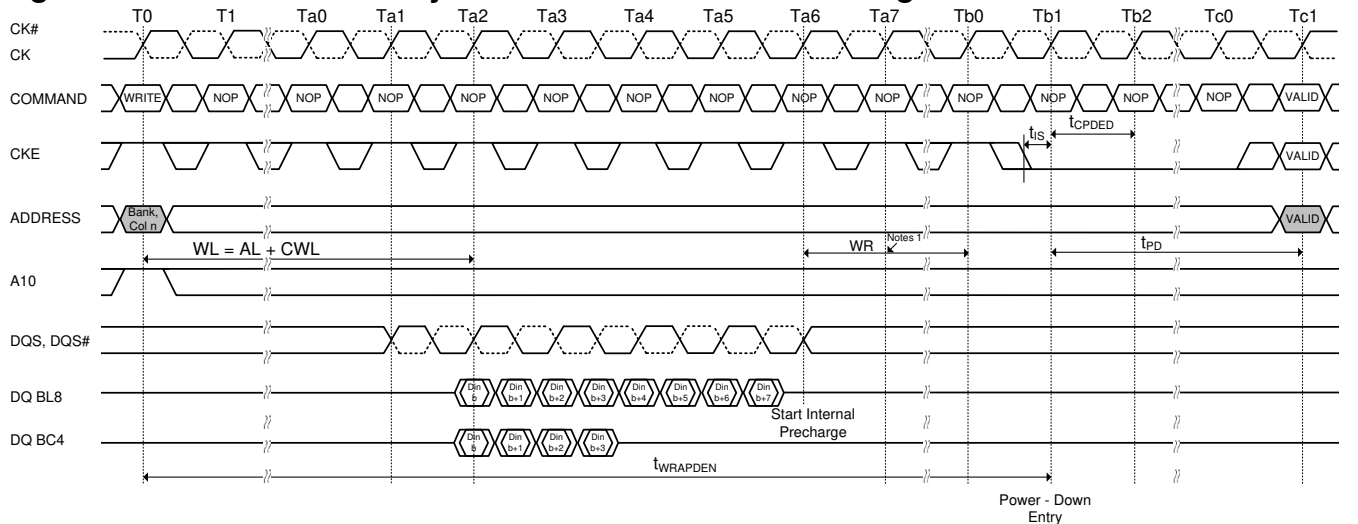 T0 T1 Ta0 Ta1 Ta2 Ta3 Ta4 Ta5 Ta6 Ta7 Tb0 Tb1 Tb2 Tc0 Tc1
CK#
CK
COMMAND WRITE NOP NOP NOP NOP NOP NOP NOP NOP NOP NOP NOP NOP NOP VALID
tIS tCPDED
CKE VALID
ADDRESS Bank, Col n VALID
WL = AL + CWL WR Notes 1 tPD
A10
DQS, DQS#
DQ BL8 Din b Din b+1 Din b+2 Din b+3 Din b+4 Din b+5 Din b+6 Din b+7
Start Internal
Precharge
DQ BC4 Din b Din b+1 Din b+2 Din b+3
tWRAPDEN
Power - Down
Entry